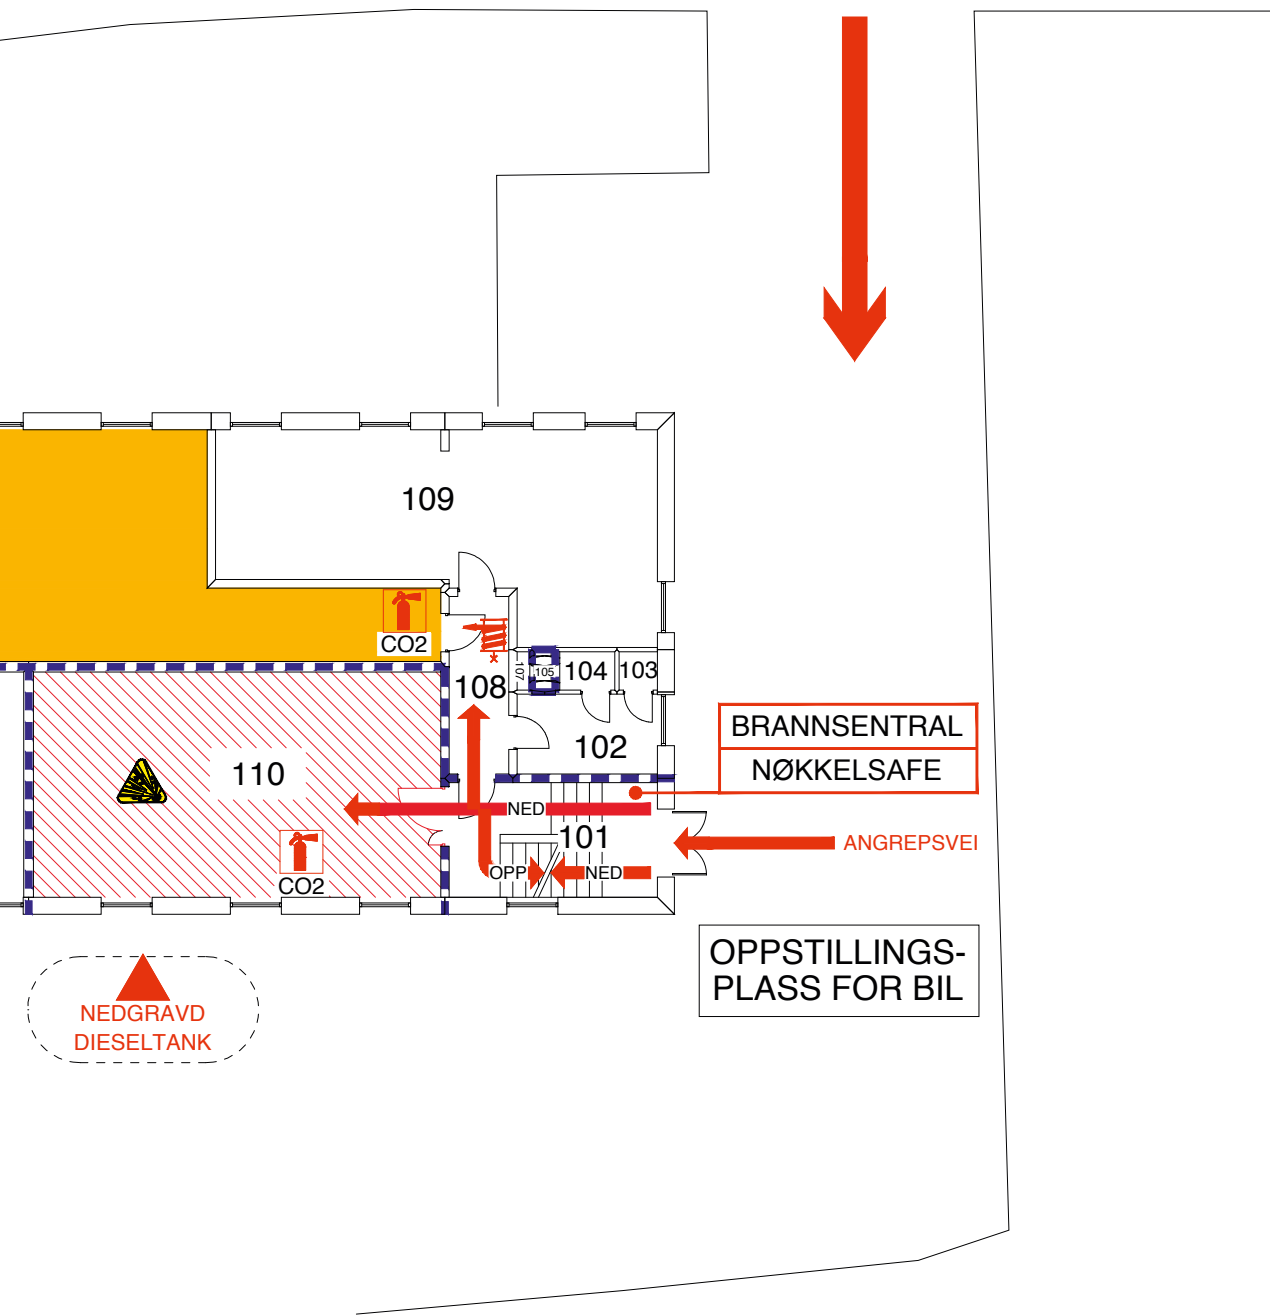 109
CO2
107
105
104
103
108
102
BRANNSENTRAL
NØKKELSAFE
110
NED
101
ANGREPSVEI
OPP
NED
CO2
OPPSTILLINGS-
PLASS FOR BIL
NEDGRAVD
DIESELTANK